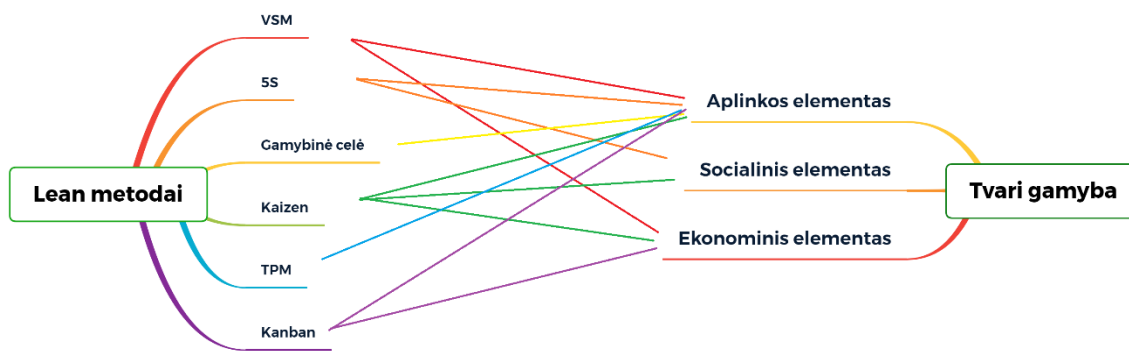 Lean metodai
VSM
5S
Gamybinė celė
Kaizen
TPM
Kanban
Aplinkos elementas
Socialinis elementas
Ekonominis elementas
Tvari gamyba